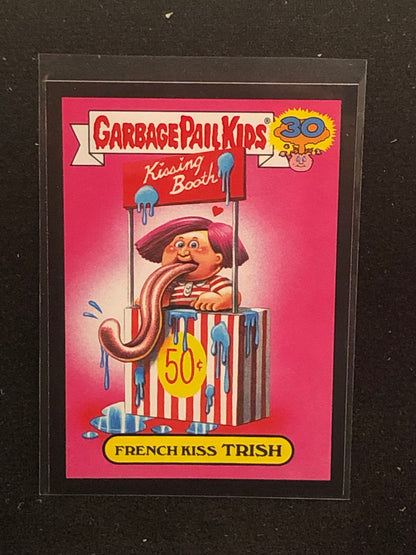 GARBAGE PAIL KIDS®
30
Kissing
Booth
50¢
FRENCH KISS TRISH